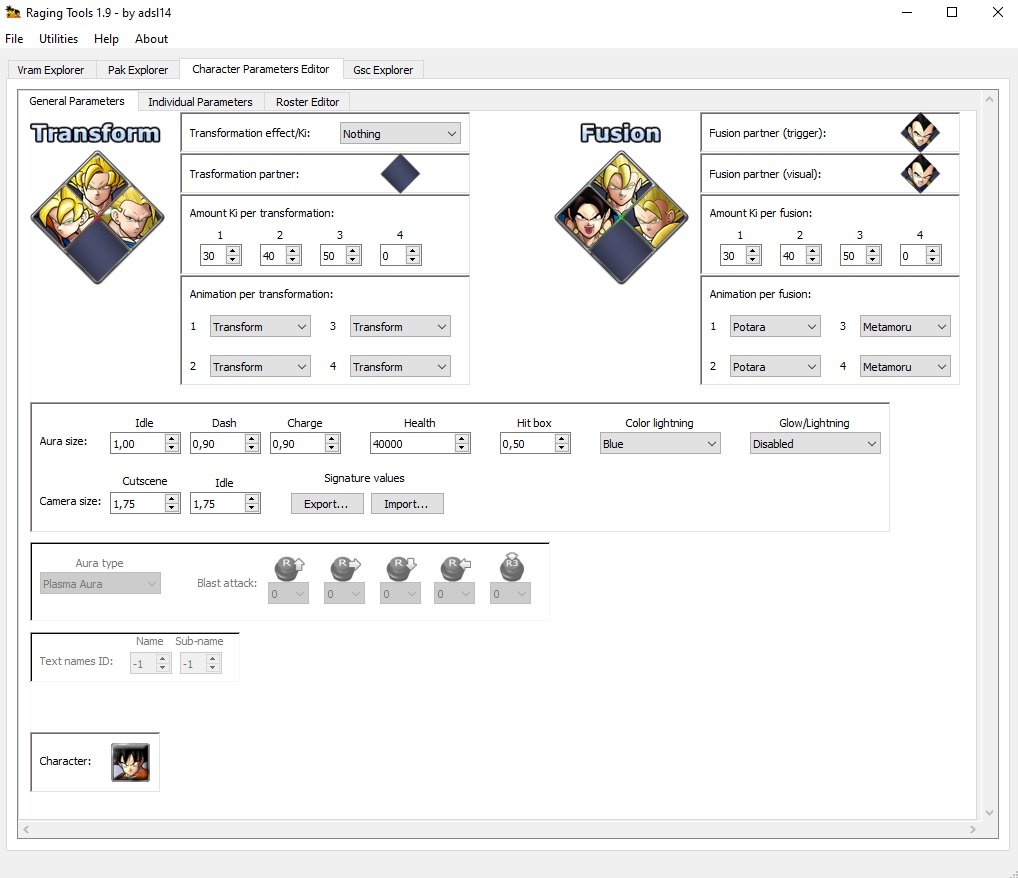 Raging Tools 1.9 - by adsl14
File Utilities Help About
Vram Explorer Pak Explorer Character Parameters Editor Gsc Explorer
General Parameters Individual Parameters Roster Editor
Transform
Transformation effect/Ki: Nothing
Trasformation partner:
Amount Ki per transformation:
1 2 3 4
30 40 50 0
Animation per transformation:
1 Transform 3 Transform
2 Transform 4 Transform
Fusion
Fusion partner (trigger):
Fusion partner (visual):
Amount Ki per fusion:
1 2 3 4
30 40 50 0
Animation per fusion:
1 Potara 3 Metamoru
2 Potara 4 Metamoru
Idle Dash Charge Health Hit box Color lightning Glow/Lightning
Aura size: 1,00 0,90 0,90 40000 0,50 Blue Disabled
Cutscene Idle Signature values
Camera size: 1,75 1,75 Export... Import...
Aura type R R R R R3
Plasma Aura Blast attack: 0 0 0 0 0
Name Sub-name
Text names ID: -1 -1
Character: